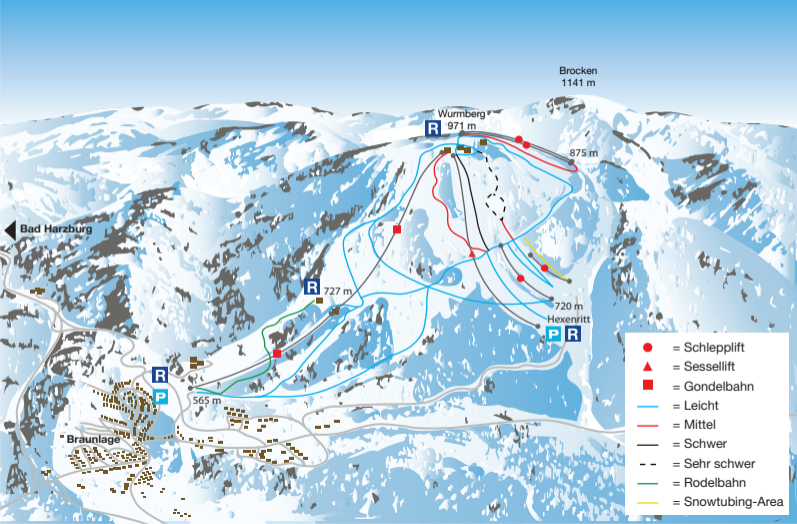 Brocken
1141 m
Wurmberg
971 m
R
875 m
Bad Harzburg
R
727 m
720 m
Hexenritt
P R
R
P
565 m
Braunlage
= Schlepplift
= Sessellift
= Gondelbahn
= Leicht
= Mittel
= Schwer
= Sehr schwer
= Rodelbahn
= Snowtubing-Area